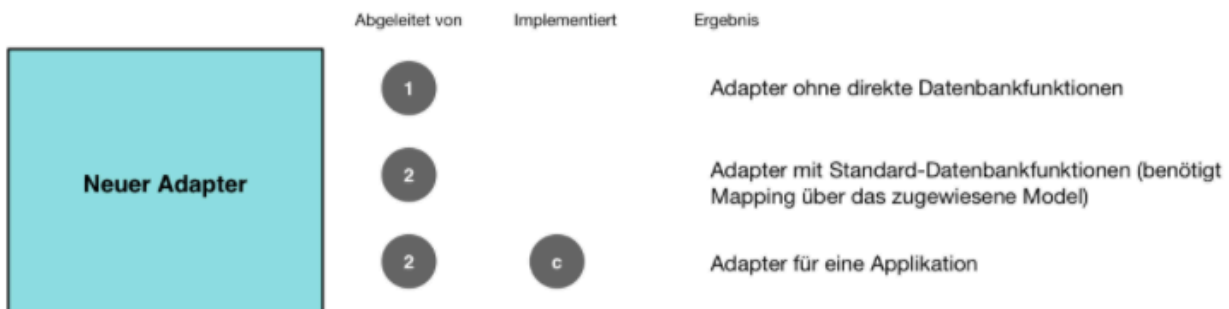 Abgeleitet von Implementiert Ergebnis
1 Adapter ohne direkte Datenbankfunktionen
Neuer Adapter
2 Adapter mit Standard-Datenbankfunktionen (benötigt
Mapping über das zugewiesene Model)
2 c Adapter für eine Applikation